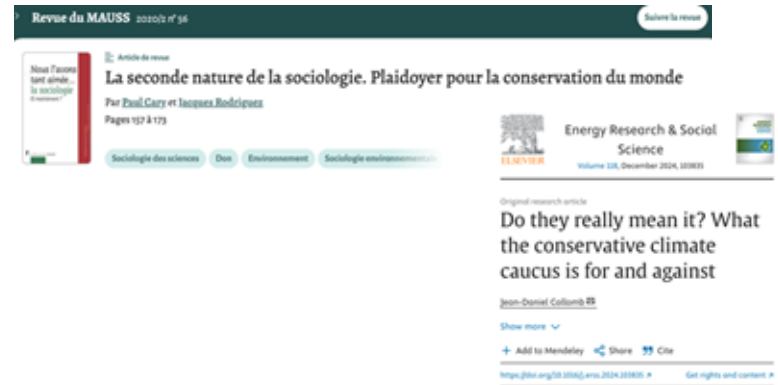 Revue du MAUSS 2020/2 n° 56
Suivre la revue
Nous l'avons
tant aimée...
la sociologie
Et maintenant ?
Article de revue
La seconde nature de la sociologie. Plaidoyer pour la conservation du monde
Par Paul Cary et Jacques Rodriguez
Pages 157 à 173
Sociologie des sciences
Don
Environnement
Sociologie environnementale
ELSEVIER
Energy Research & Social
Science
Volume 118, December 2024, 103835
Original research article
Do they really mean it? What
the conservative climate
caucus is for and against
Jean-Daniel Collomb
Show more
Add to Mendeley
Share
Cite
https://doi.org/10.1016/j.erss.2024.103835
Get rights and content